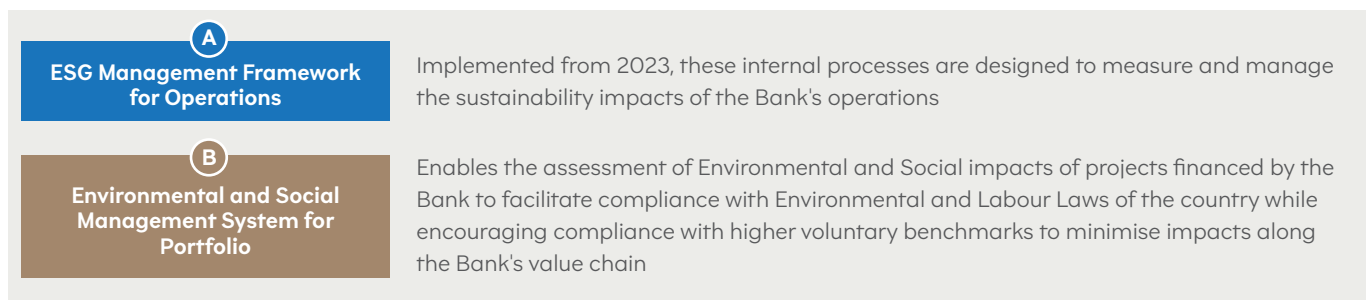 A
ESG Management Framework
for Operations
Implemented from 2023, these internal processes are designed to measure and manage
the sustainability impacts of the Bank's operations
B
Environmental and Social
Management System for
Portfolio
Enables the assessment of Environmental and Social impacts of projects financed by the
Bank to facilitate compliance with Environmental and Labour Laws of the country while
encouraging compliance with higher voluntary benchmarks to minimise impacts along
the Bank's value chain